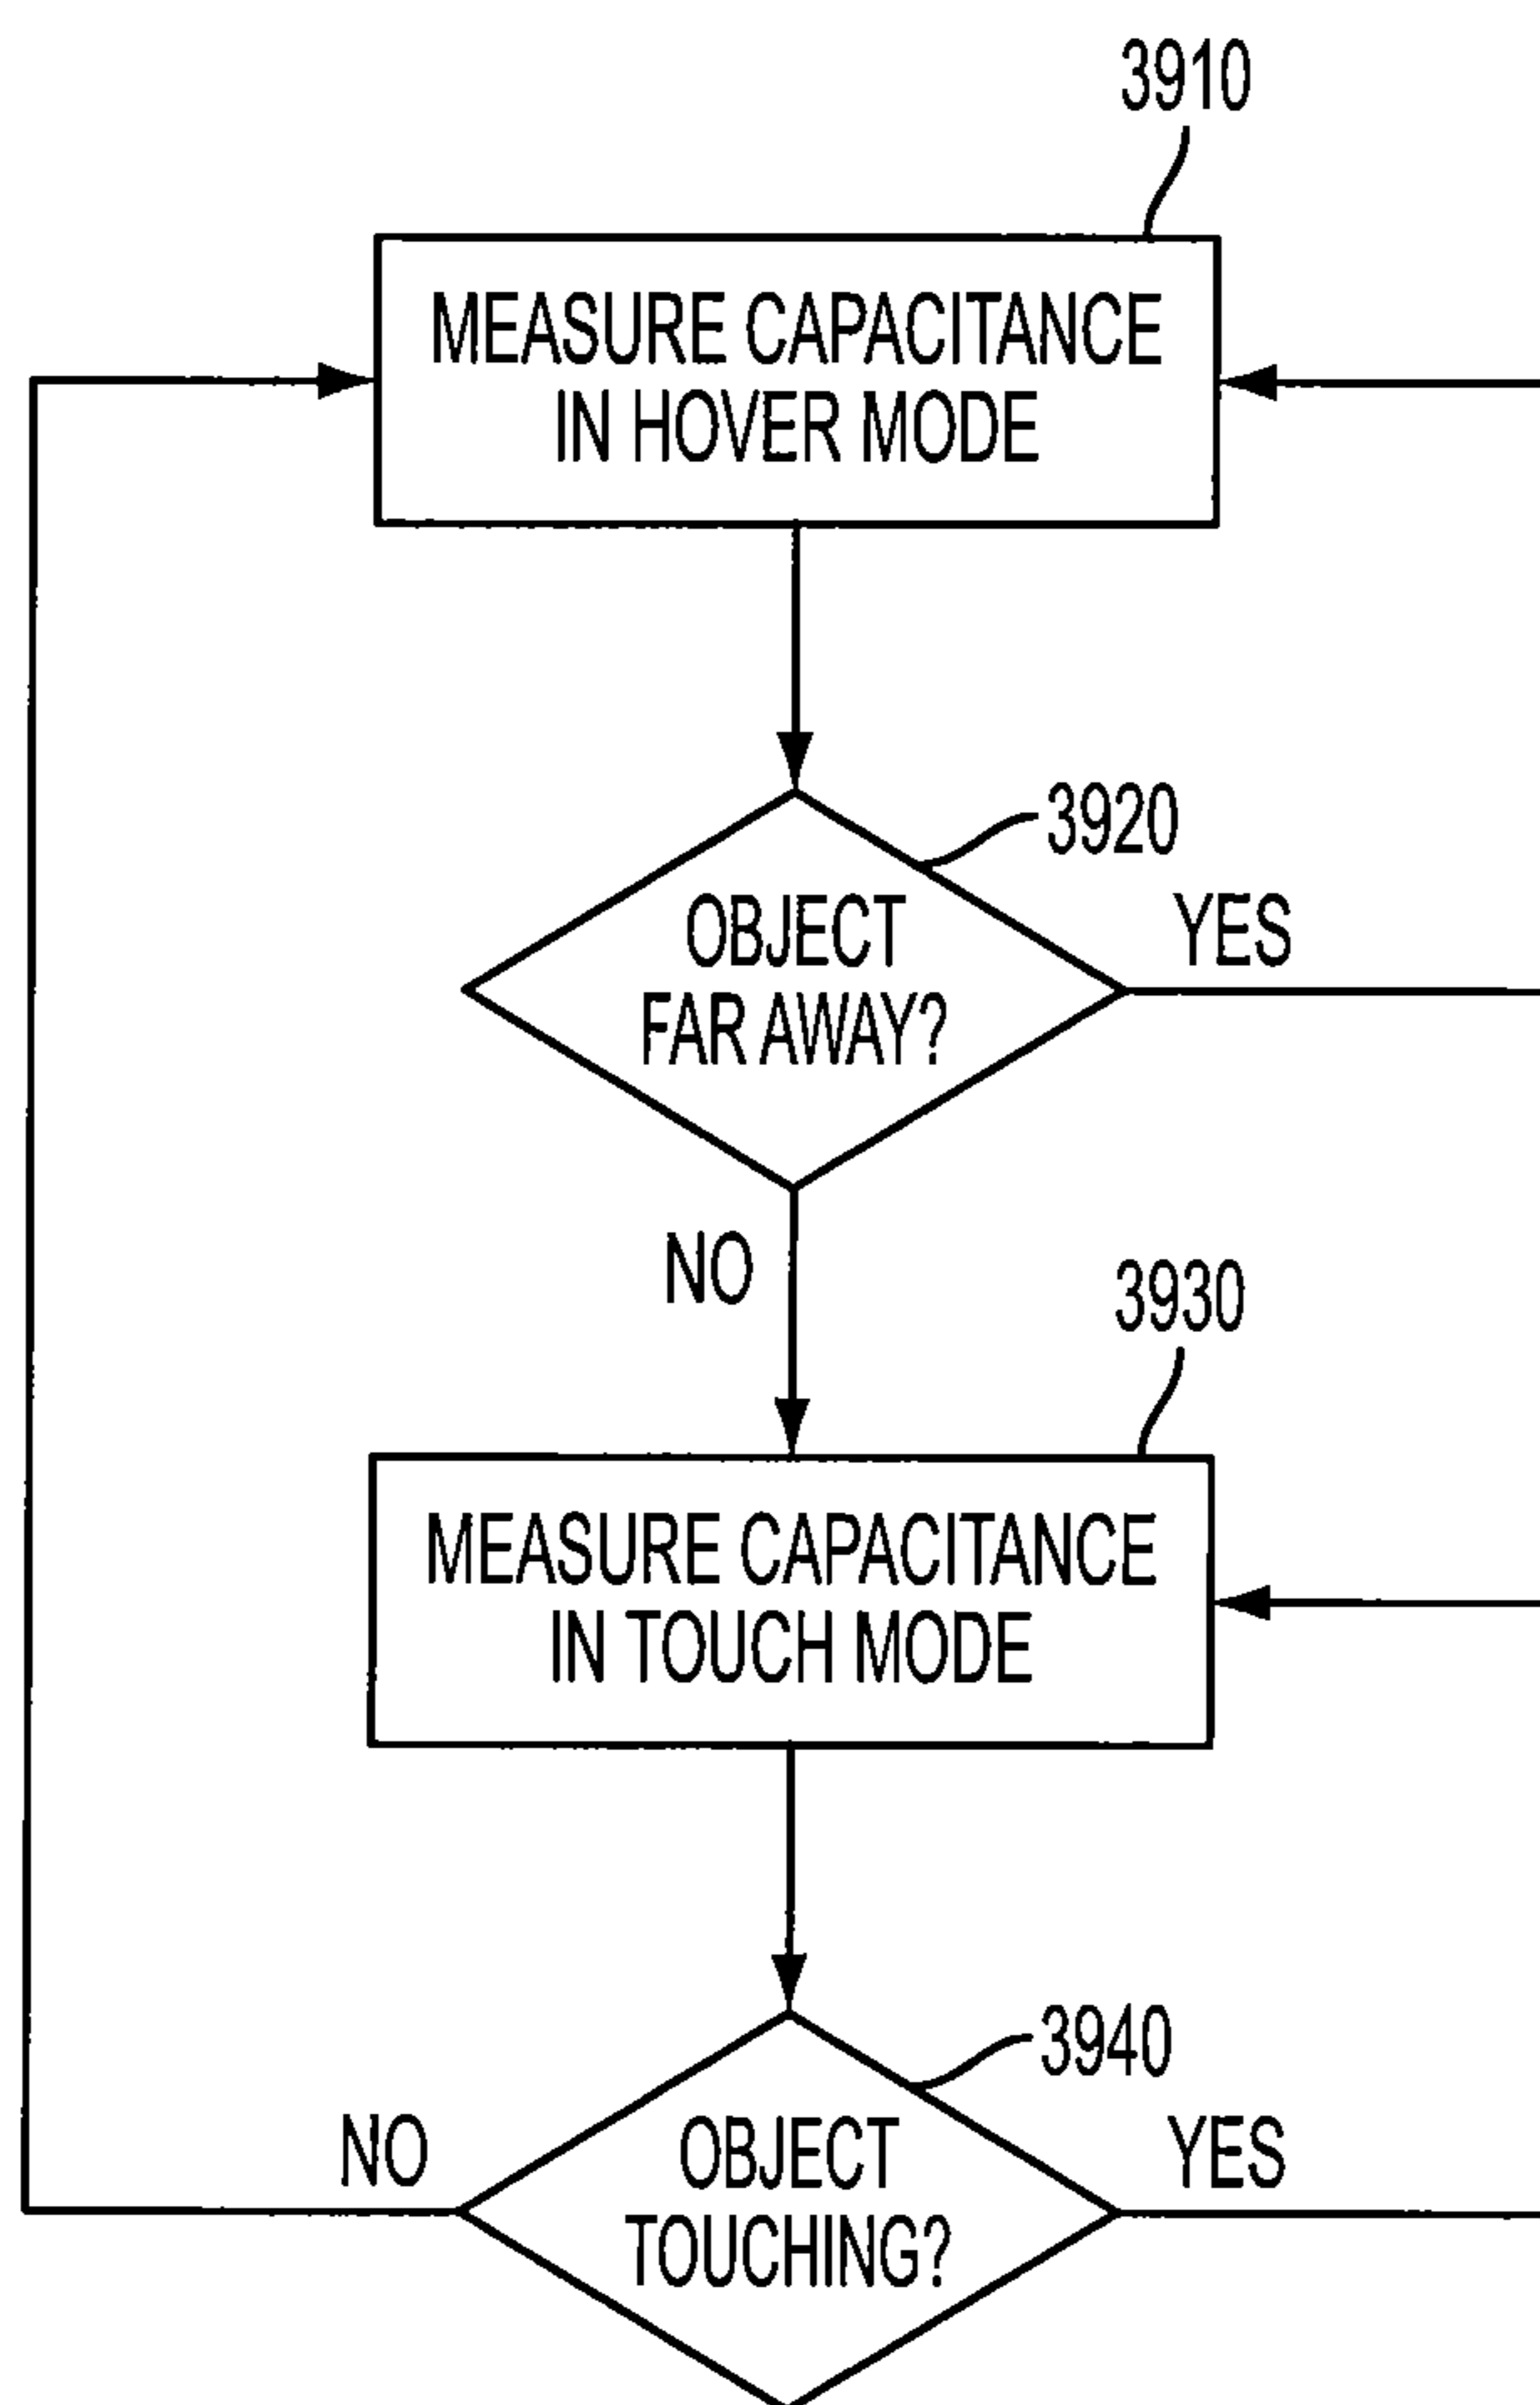 3910
MEASURE CAPACITANCE
IN HOVER MODE
3920
OBJECT
FAR AWAY?
YES
NO
3930
MEASURE CAPACITANCE
IN TOUCH MODE
3940
NO
OBJECT
TOUCHING?
YES